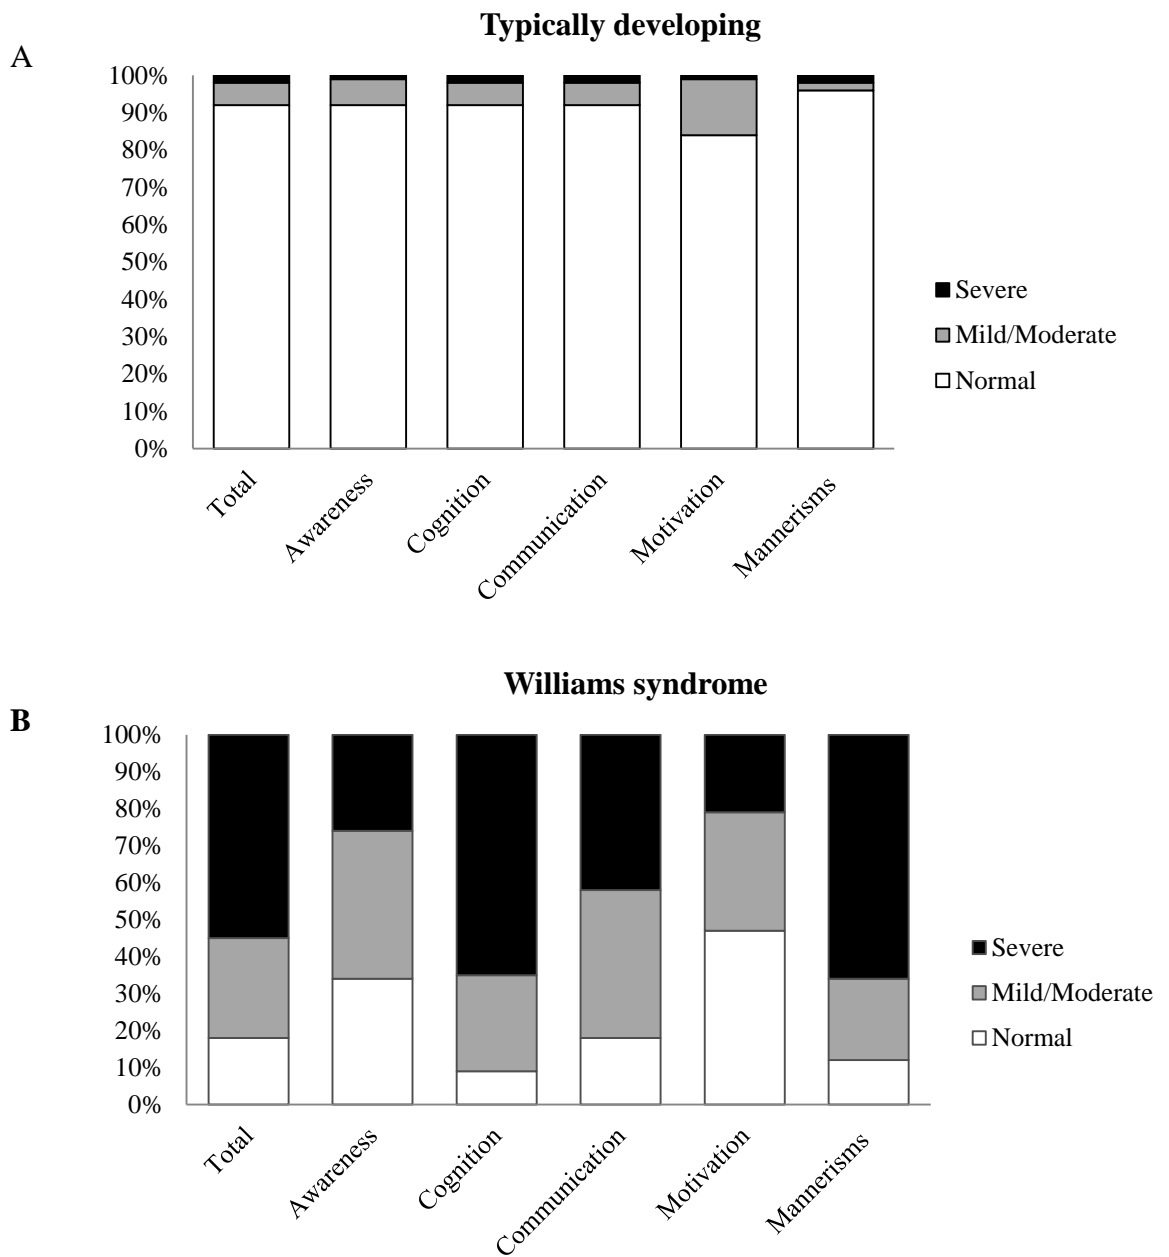 Typically developing
A
100%
90%
80%
70%
60%
50%
40%
30%
20%
10%
0%
Total
Awareness
Cognition
Communication
Motivation
Mannerisms
Severe
Mild/Moderate
Normal
Williams syndrome
B
100%
90%
80%
70%
60%
50%
40%
30%
20%
10%
0%
Total
Awareness
Cognition
Communication
Motivation
Mannerisms
Severe
Mild/Moderate
Normal